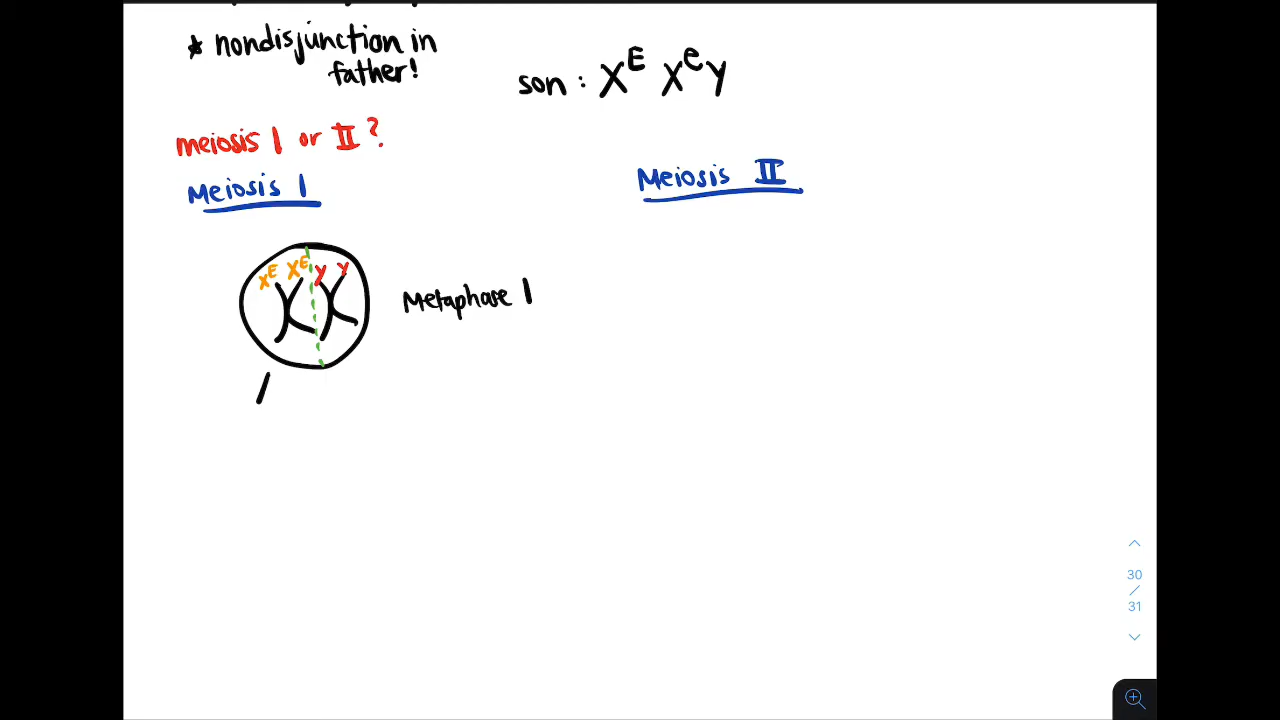 * nondisjunction in
father!
son : X^E X^e Y
meiosis I or II ?
Meiosis I
Meiosis II
X^E X^E Y Y
Metaphase I
30
/
31